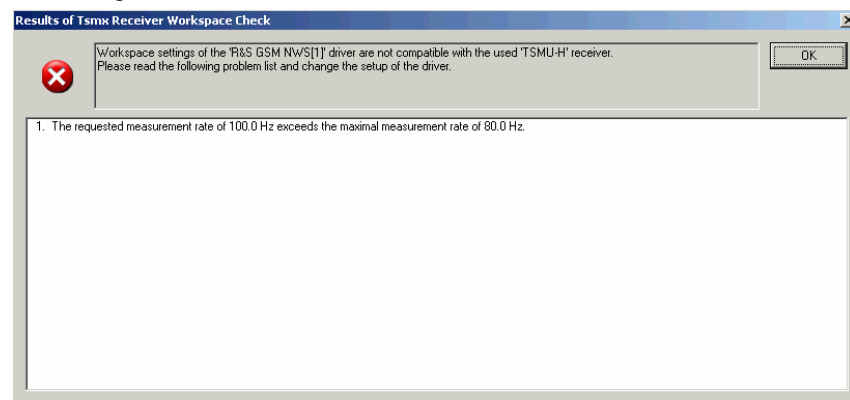 Results of Tsmx Receiver Workspace Check
Workspace settings of the 'R&S GSM NWS[1]' driver are not compatible with the used 'TSMU-H' receiver.
Please read the following problem list and change the setup of the driver.
OK
1. The requested measurement rate of 100.0 Hz exceeds the maximal measurement rate of 80.0 Hz.